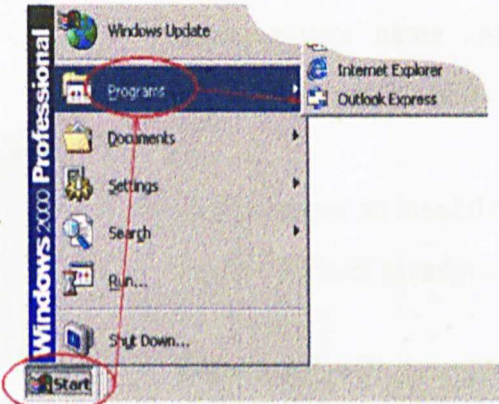 Windows Update
Programs
Internet Explorer
Outlook Express
Documents
Settings
Search
Run...
Shut Down...
Windows 2000 Professional
Start